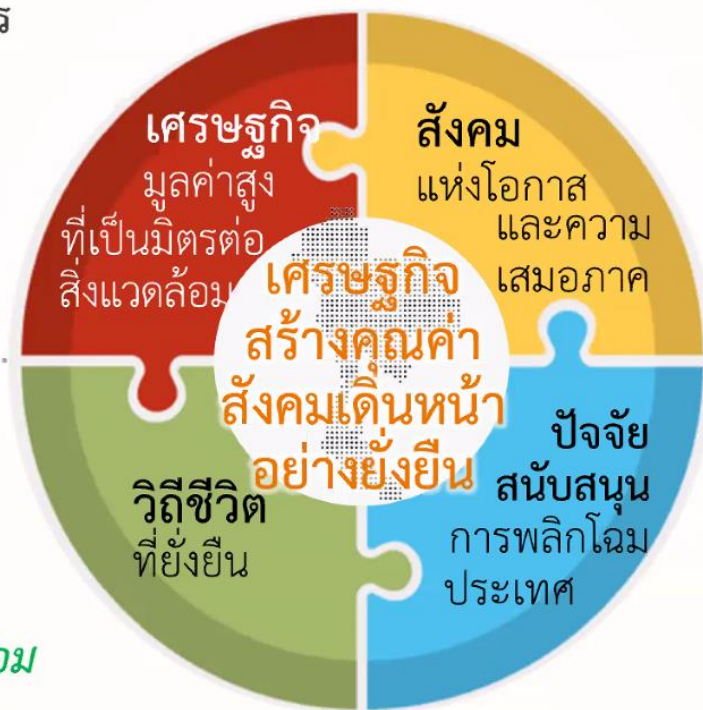 ร
เศรษฐกิจ
มูลค่าสูง
ที่เป็นมิตรต่อ
สิ่งแวดล้อม
สังคม
แห่งโอกาส
และความ
เสมอภาค
เศรษฐกิจ
สร้างคุณค่า
สังคมเดินหน้า
อย่างยั่งยืน
วิถีชีวิต
ที่ยั่งยืน
ปัจจัย
สนับสนุน
การพลิกโฉม
ประเทศ